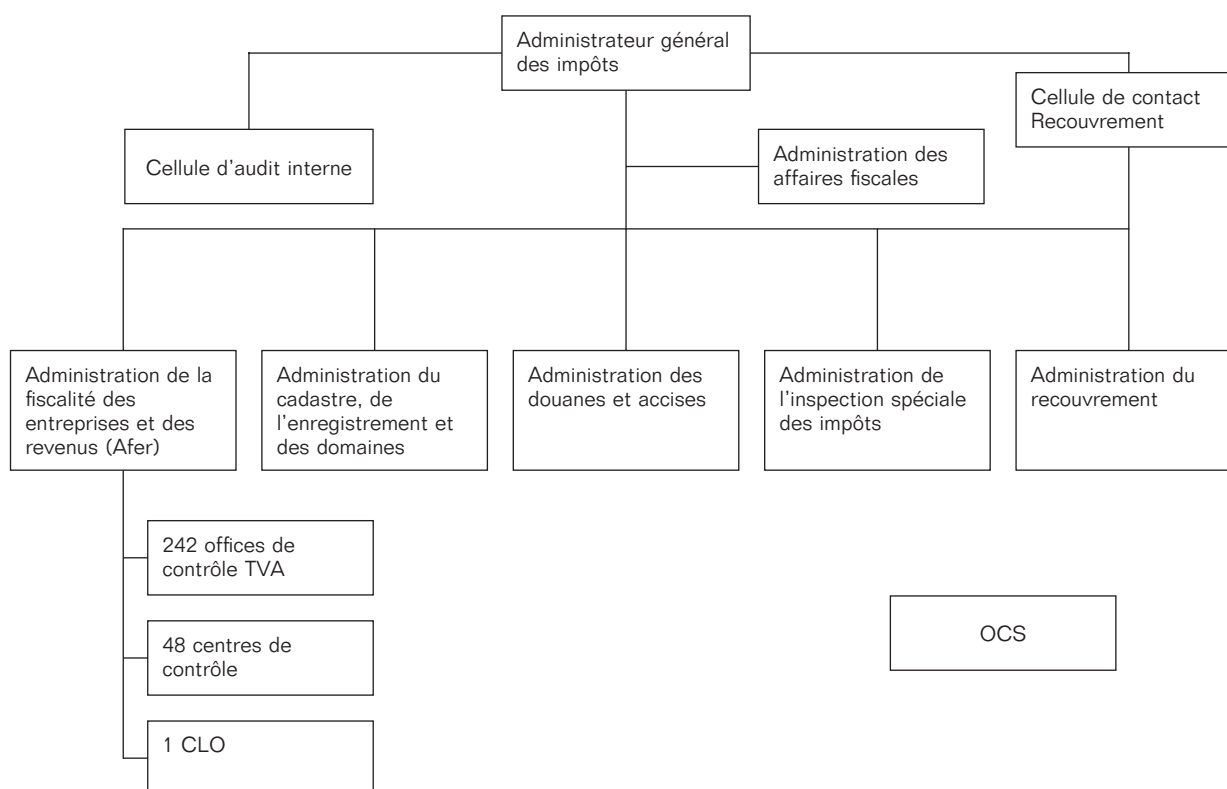 Administrateur général
des impôts
Cellule de contact
Recouvrement
Cellule d'audit interne
Administration des
affaires fiscales
Administration de la
fiscalité des
entreprises et des
revenus (Afer)
Administration du
cadastre, de
l'enregistrement et
des domaines
Administration des
douanes et accises
Administration de
l'inspection spéciale
des impôts
Administration du
recouvrement
242 offices de
contrôle TVA
48 centres de
contrôle
1 CLO
OCS